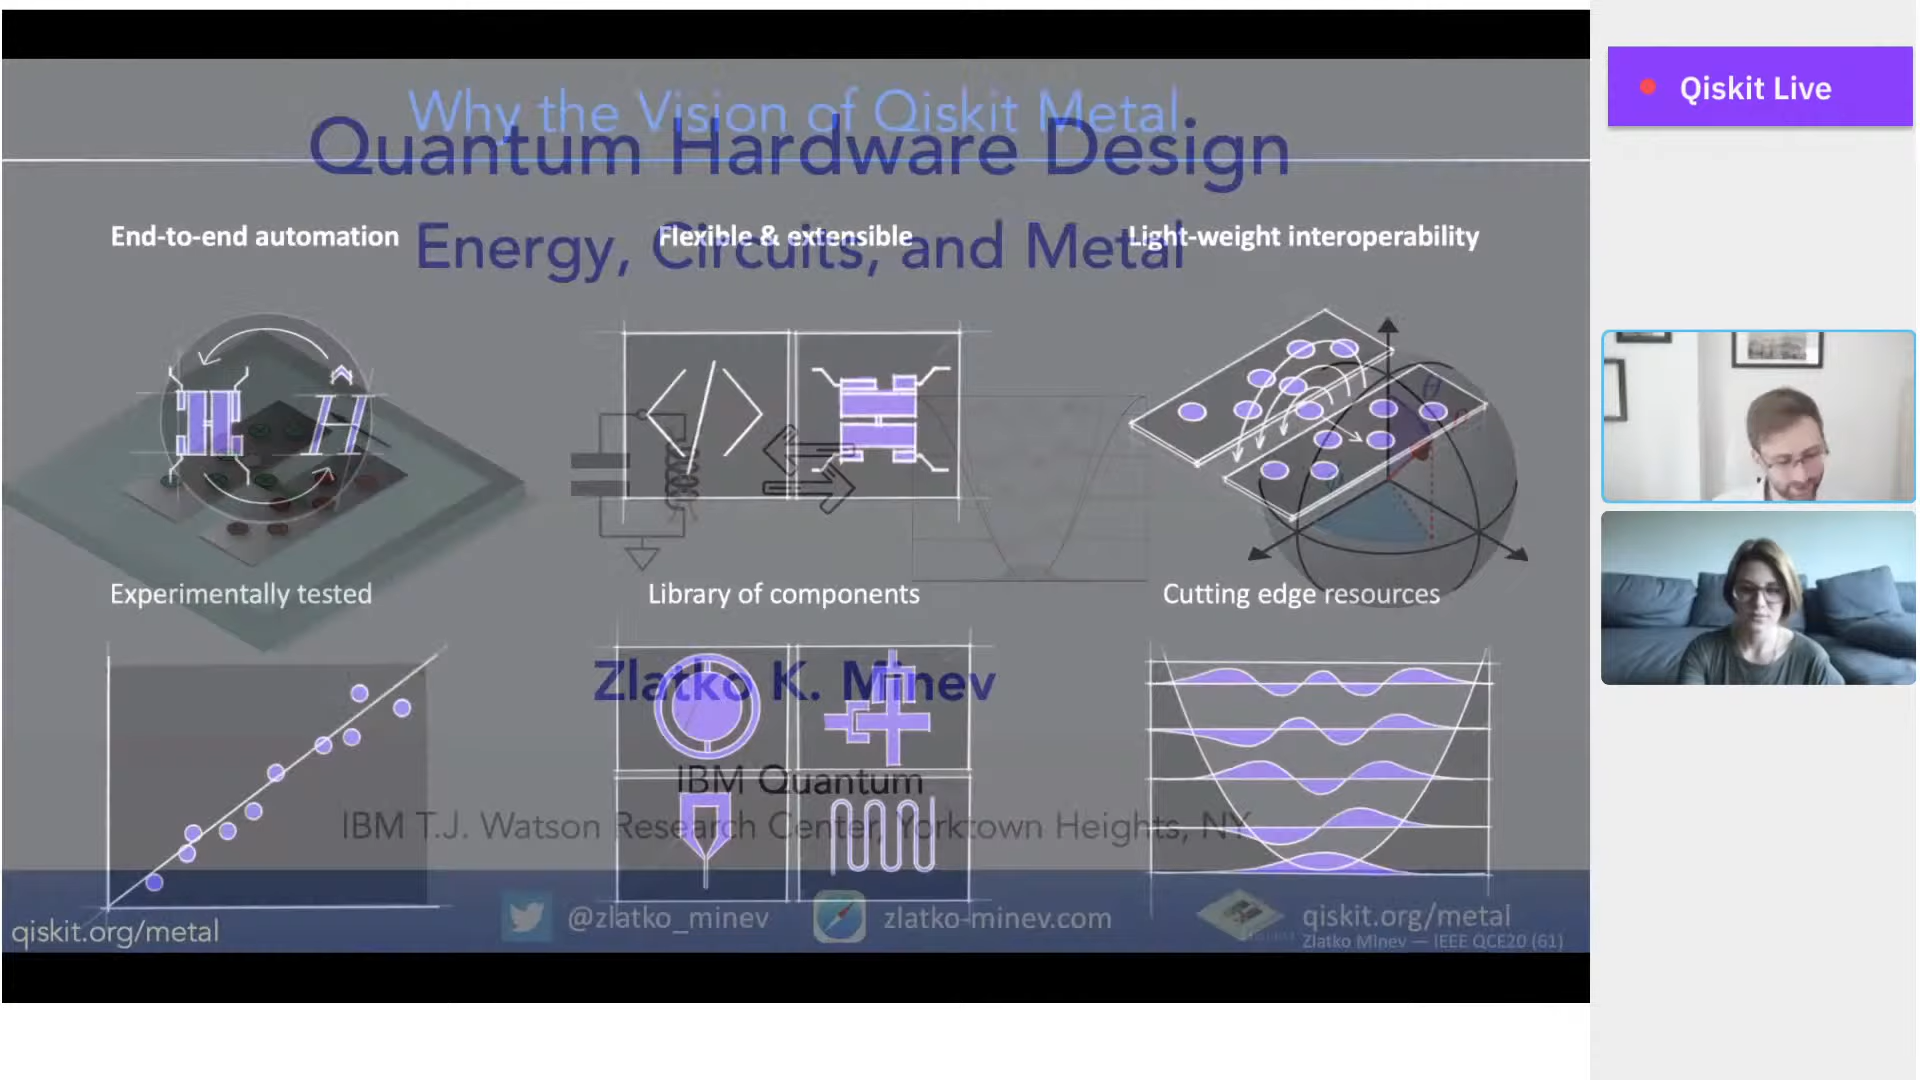 Why the Vision of Qiskit Metal
Quantum Hardware Design
End-to-end automation
Flexible & extensible
Light-weight interoperability
Energy, Circuits, and Metal
Experimentally tested
Library of components
Cutting edge resources
Zlatko K. Minev
IBM Quantum
IBM T.J. Watson Research Center, Yorktown Heights, NY
qiskit.org/metal
@zlatko_minev
zlatko-minev.com
qiskit.org/metal
Zlatko Minev — IEEE QCE20 (61)
Qiskit Live